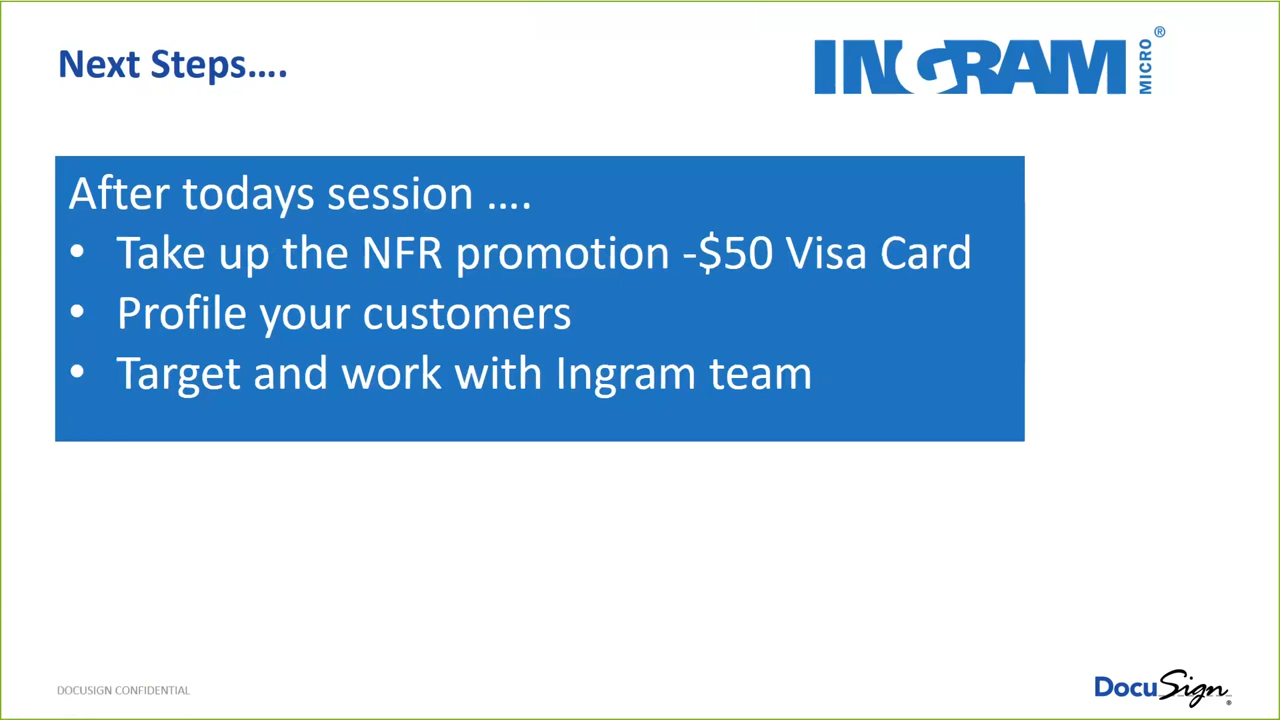 Next Steps....
INGRAM MICRO®
After todays session ....
• Take up the NFR promotion -$50 Visa Card
• Profile your customers
• Target and work with Ingram team
DOCUSIGN CONFIDENTIAL
DocuSign®